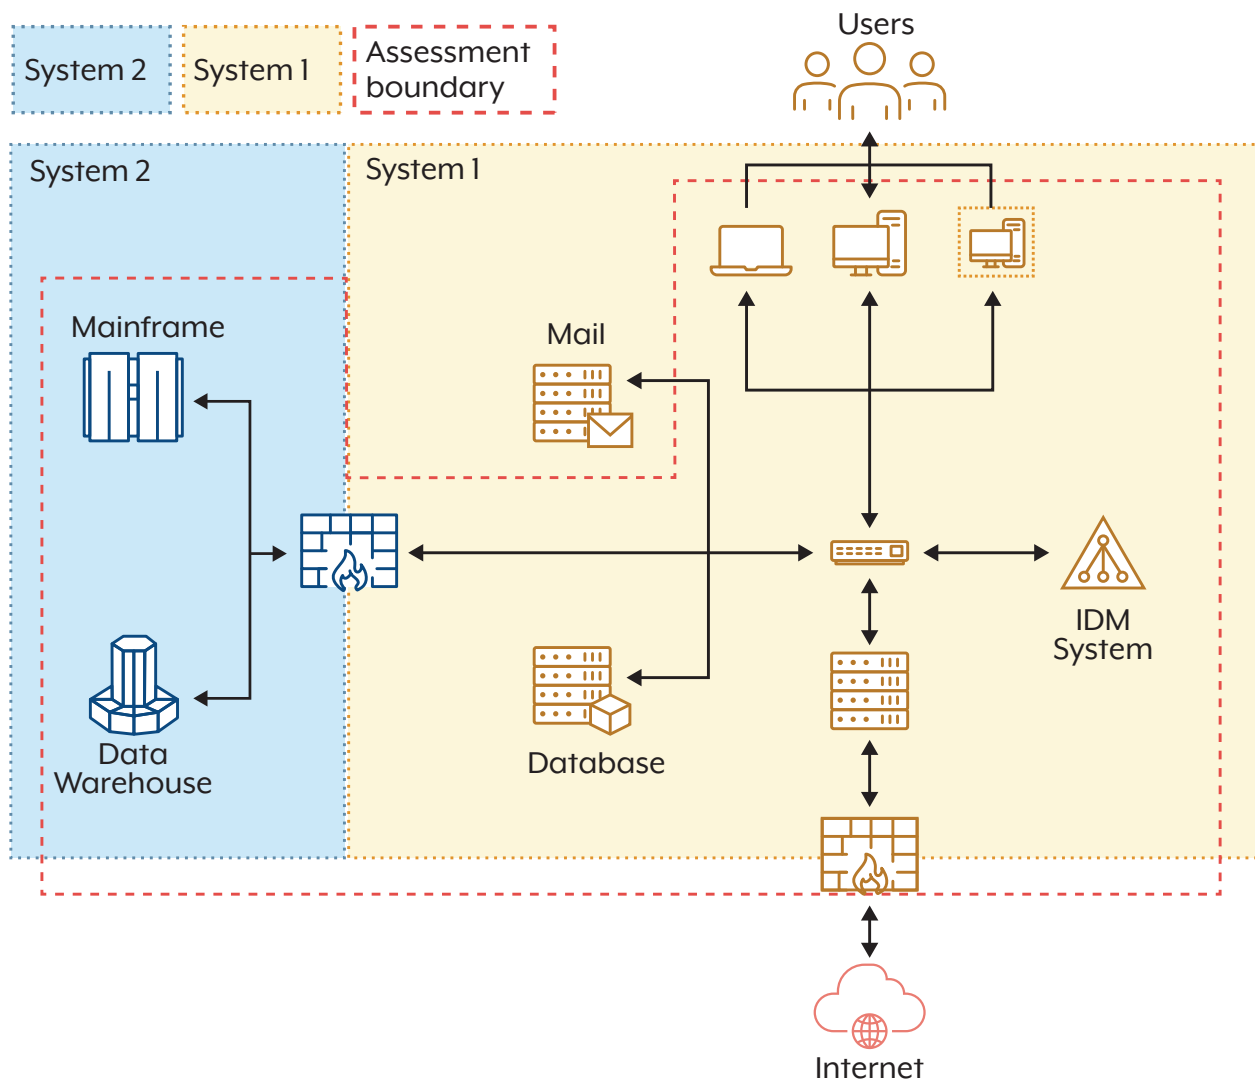 System 2
System 1
Assessment
boundary
Users
System 2
System 1
Mainframe
Mail
IDM
System
Data
Warehouse
Database
Internet